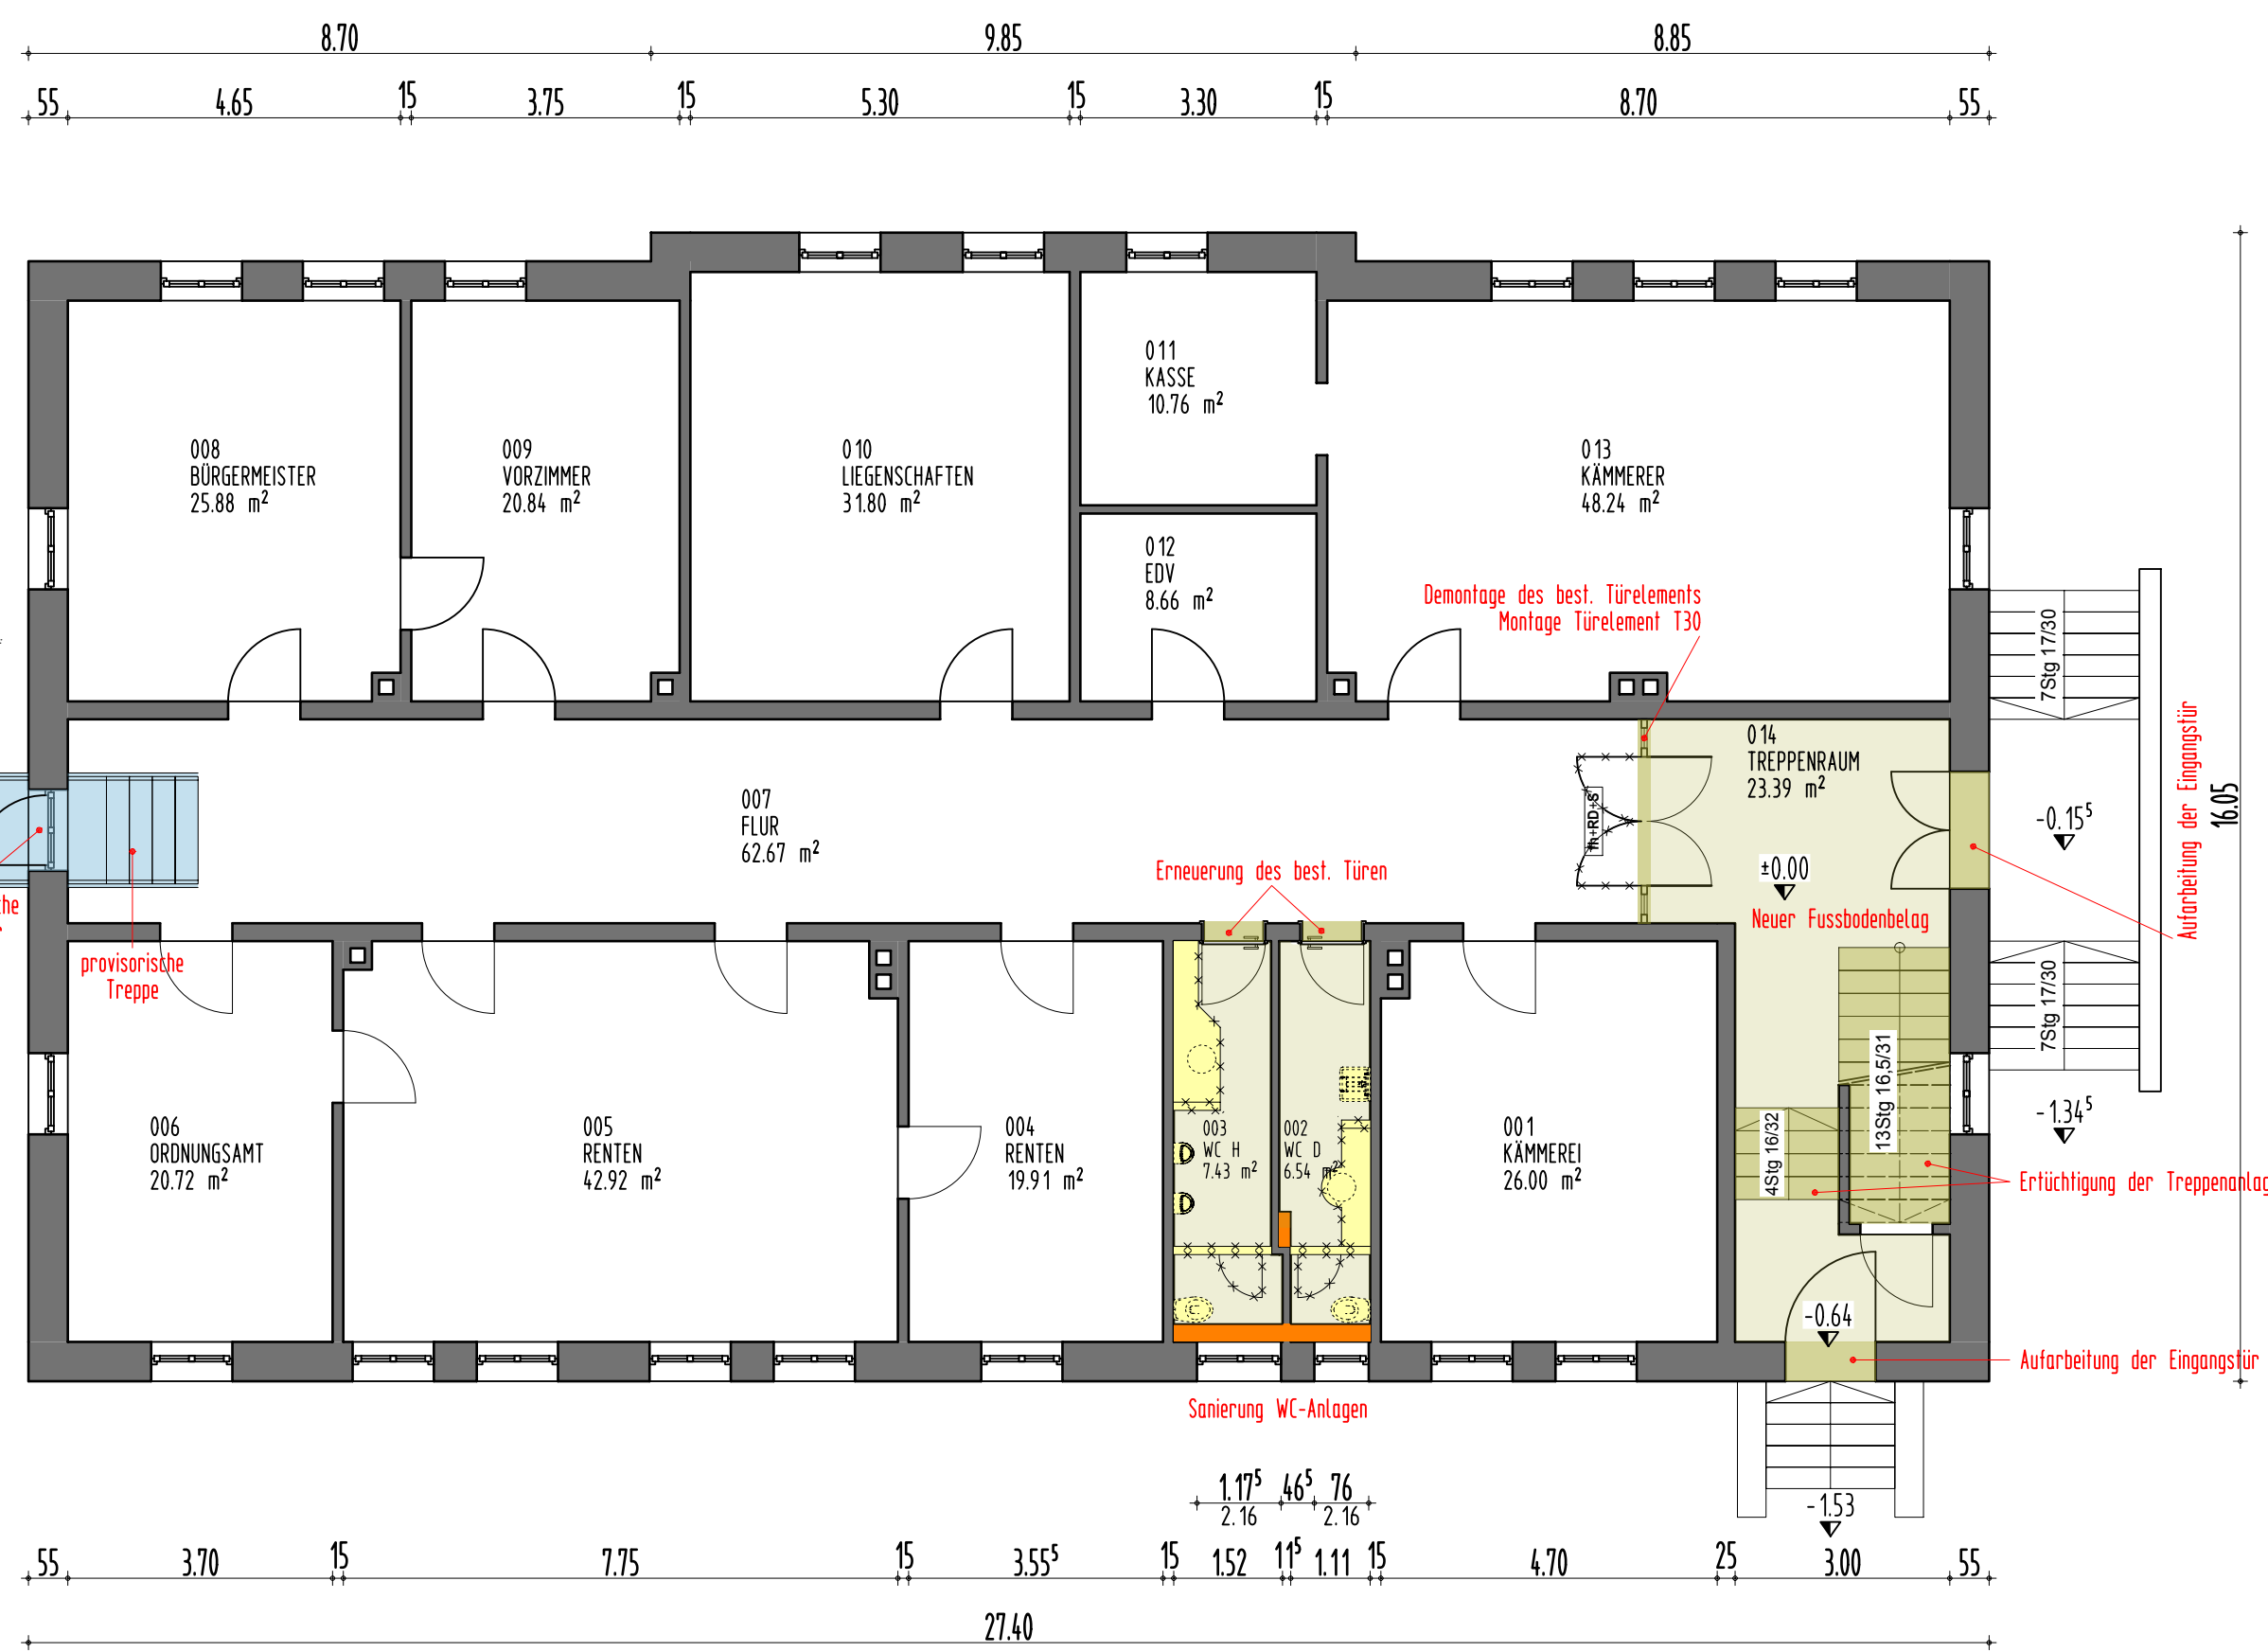 8.70 9.85 8.85
55 4.65 15 3.75 15 5.30 15 3.30 15 8.70 55
011
KASSE
10.76 m²
008
BÜRGERMEISTER
25.88 m²
009
VORZIMMER
20.84 m²
010
LIEGENSCHAFTEN
31.80 m²
013
KÄMMERER
48.24 m²
012
EDV
8.66 m²
Demontage des best. Türelements
Montage Türelement T30
7Stg 17/30
014
TREPPENRAUM
23.39 m²
007
FLUR
62.67 m²
-0.15⁵
16.05
Aufarbeitung der Eingangstür
±0.00
Neuer Fussbodenbelag
Erneuerung des best. Türen
provisorische
Treppe
7Stg 17/30
13Stg 16,5/31
4Stg 16/32
-1.34⁵
006
ORDNUNGSAMT
20.72 m²
005
RENTEN
42.92 m²
004
RENTEN
19.91 m²
003
WC H
7.43 m²
002
WC D
6.54 m²
001
KÄMMEREI
26.00 m²
Ertüchtigung der Treppenanlag
-0.64
Aufarbeitung der Eingangstür
Sanierung WC-Anlagen
1.17⁵ 46⁵ 76
2.16 2.16
-1.53
55 3.70 15 7.75 15 3.55⁵ 15 1.52 11⁵ 1.11 15 4.70 25 3.00 55
27.40